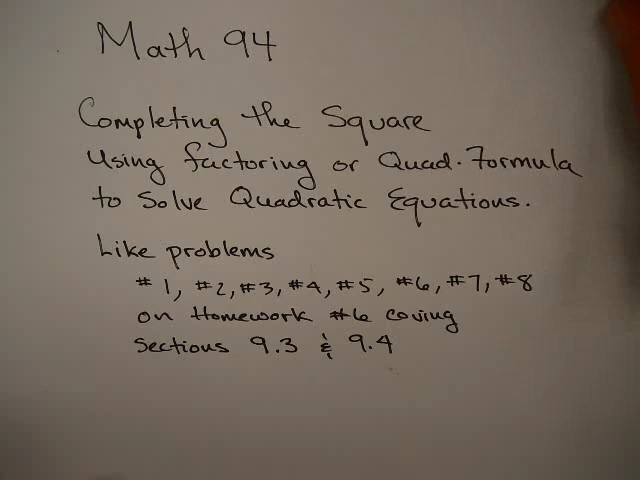 Math 94
Completing the Square
Using factoring or Quad. Formula
to Solve Quadratic Equations.
Like problems
#1, #2, #3, #4, #5, #6, #7, #8
on Homework #6 coving
Sections 9.3 & 9.4